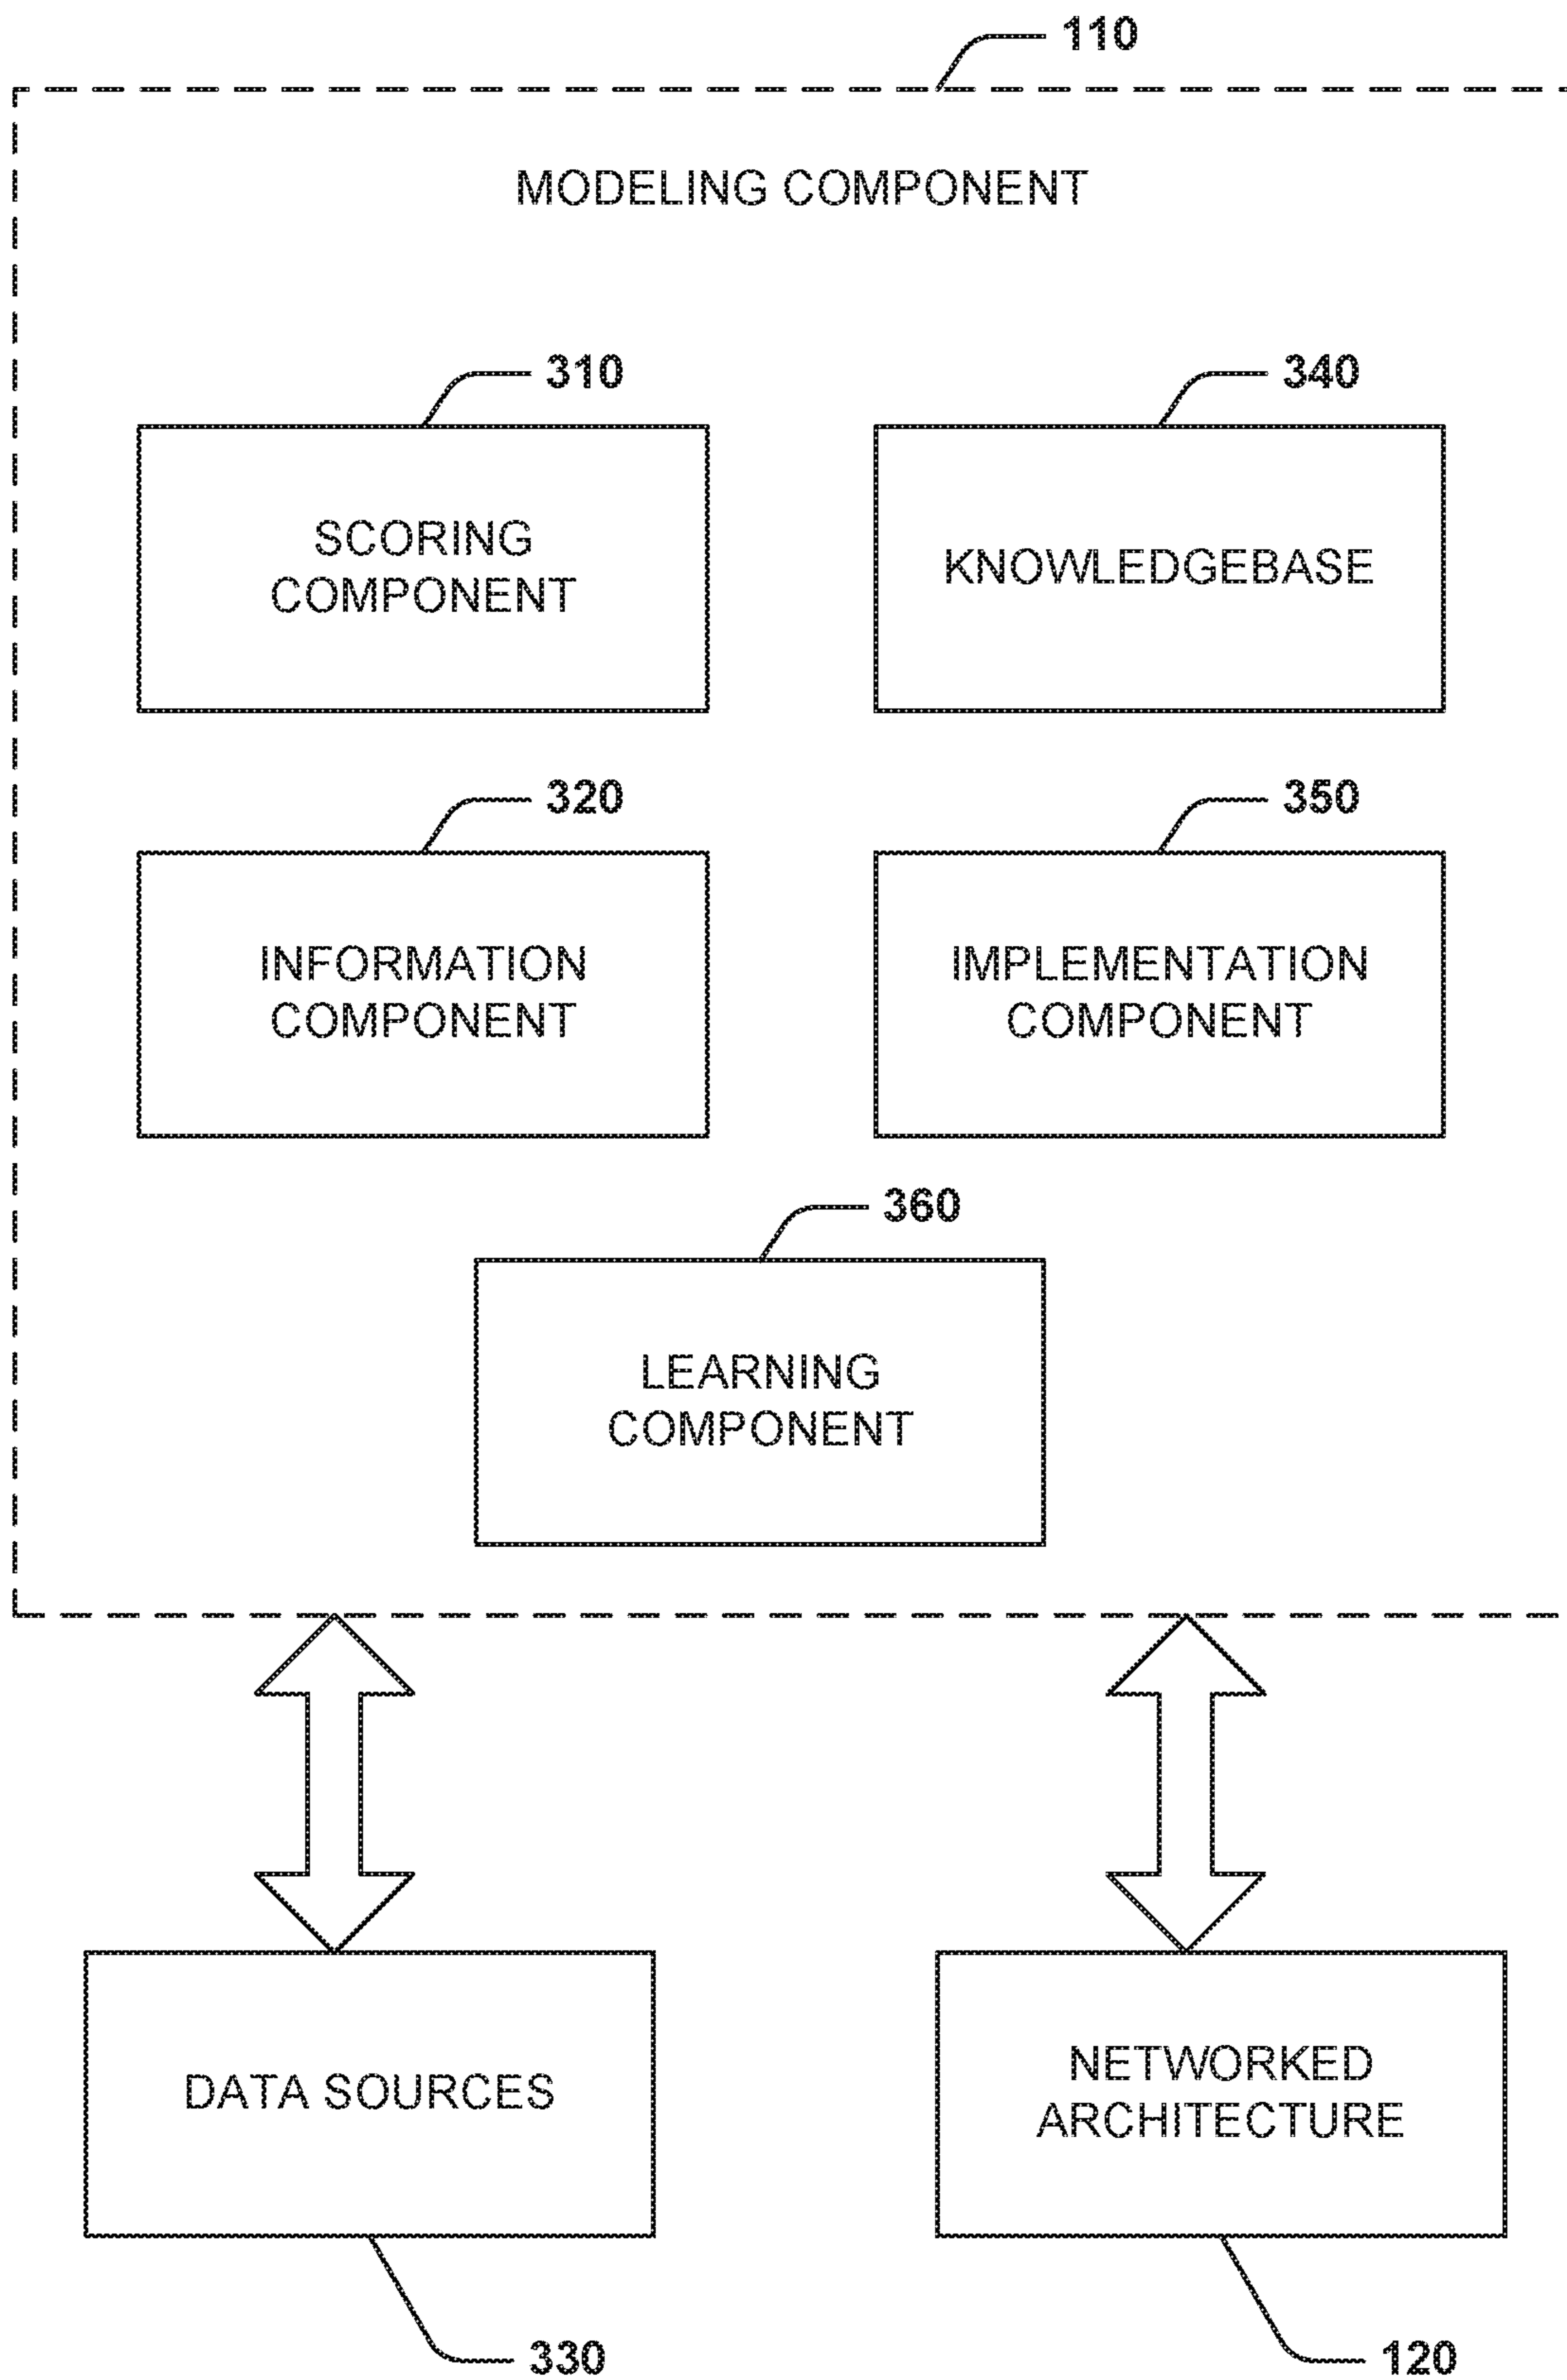 110
MODELING COMPONENT
310
340
SCORING
COMPONENT
KNOWLEDGEBASE
320
350
INFORMATION
COMPONENT
IMPLEMENTATION
COMPONENT
360
LEARNING
COMPONENT
DATA SOURCES
NETWORKED
ARCHITECTURE
330
120